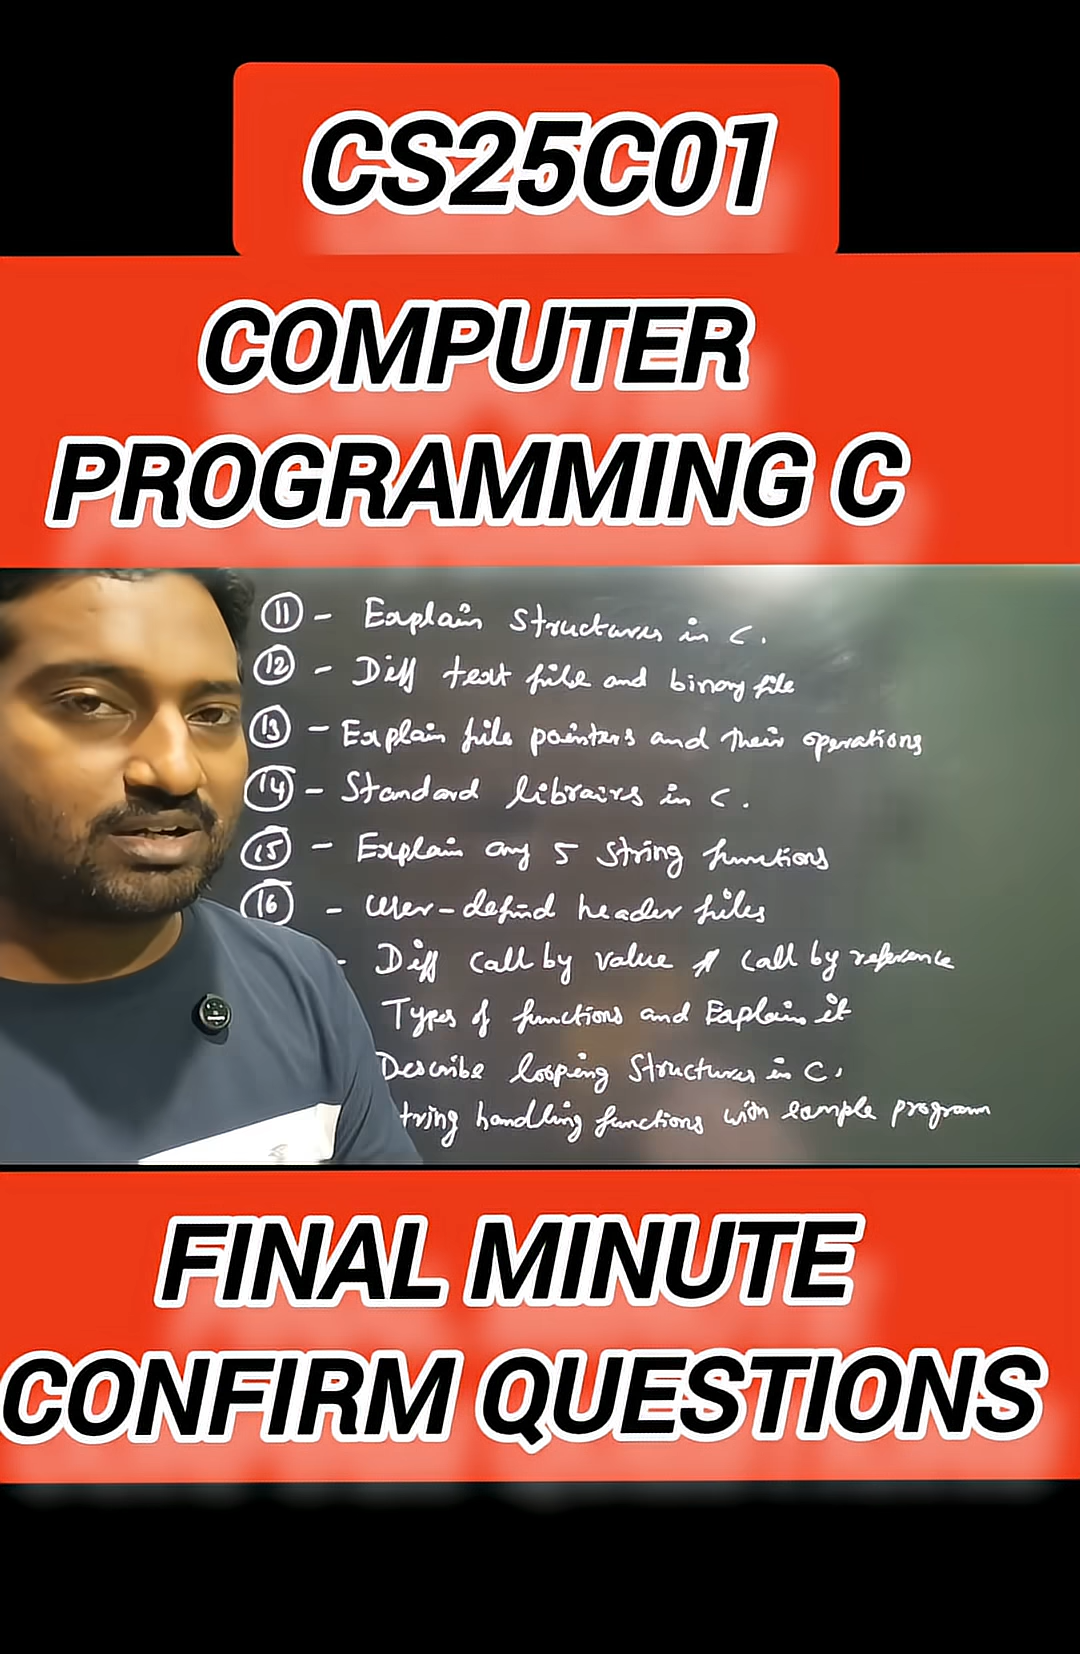 CS25C01
COMPUTER
PROGRAMMING C
11 - Explain Structures in C.
12 - Diff text file and binary file
13 - Explain file pointers and their operations
14 - Standard libraires in C.
15 - Explain any 5 String functions
16 - User-defind header files
- Diff call by value & call by reference
Types of functions and Explain it
Describe looping Structures in C.
tring handling functions with eample program
FINAL MINUTE
CONFIRM QUESTIONS